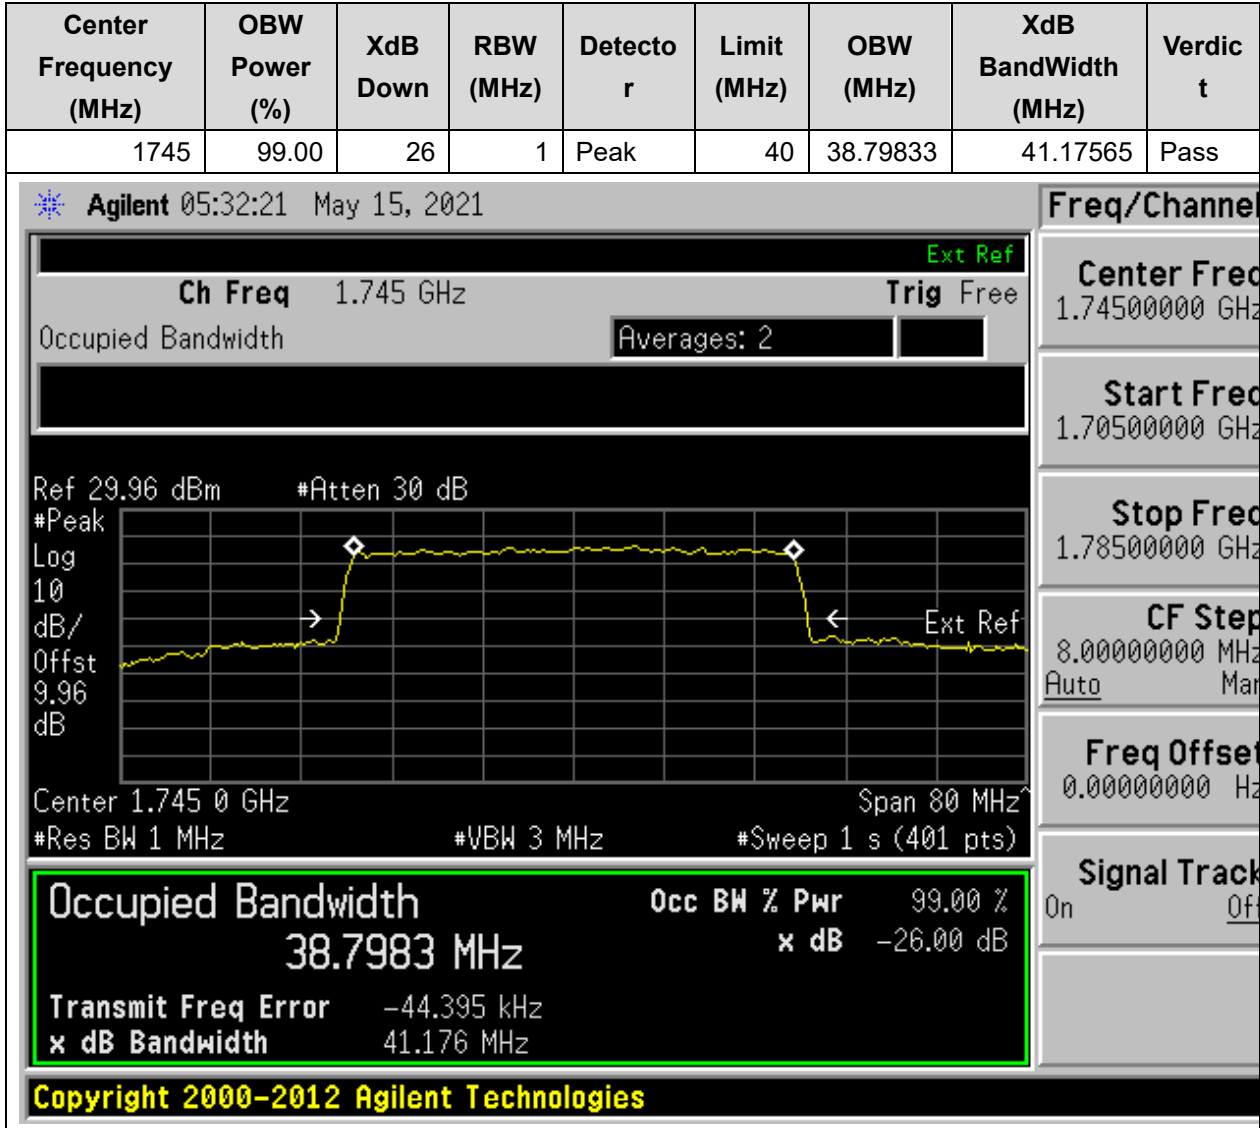 Center Frequency (MHz) OBW Power (%) XdB Down RBW (MHz) Detecto r Limit (MHz) OBW (MHz) XdB BandWidth (MHz) Verdic t
1745 99.00 26 1 Peak 40 38.79833 41.17565 Pass
Agilent 05:32:21 May 15, 2021
Freq/Channel
Ext Ref
Ch Freq 1.745 GHz Trig Free
Occupied Bandwidth Averages: 2
Center Freq
1.74500000 GHz
Start Freq
1.70500000 GHz
Stop Freq
1.78500000 GHz
CF Step
8.00000000 MHz
Auto Man
Freq Offset
0.00000000 Hz
Signal Track
On Off
Ref 29.96 dBm #Atten 30 dB
#Peak
Log
10
dB/
Offst
9.96
dB
Ext Ref
Center 1.745 0 GHz Span 80 MHz^
#Res BW 1 MHz #VBW 3 MHz #Sweep 1 s (401 pts)
Occupied Bandwidth
38.7983 MHz
Occ BW % Pwr 99.00 %
x dB -26.00 dB
Transmit Freq Error -44.395 kHz
x dB Bandwidth 41.176 MHz
Copyright 2000-2012 Agilent Technologies